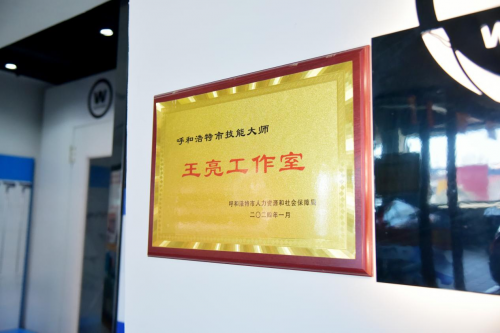 呼和浩特市技能大师
王亮工作室
呼和浩特市人力资源和社会保障局
二〇二四年一月
W
W